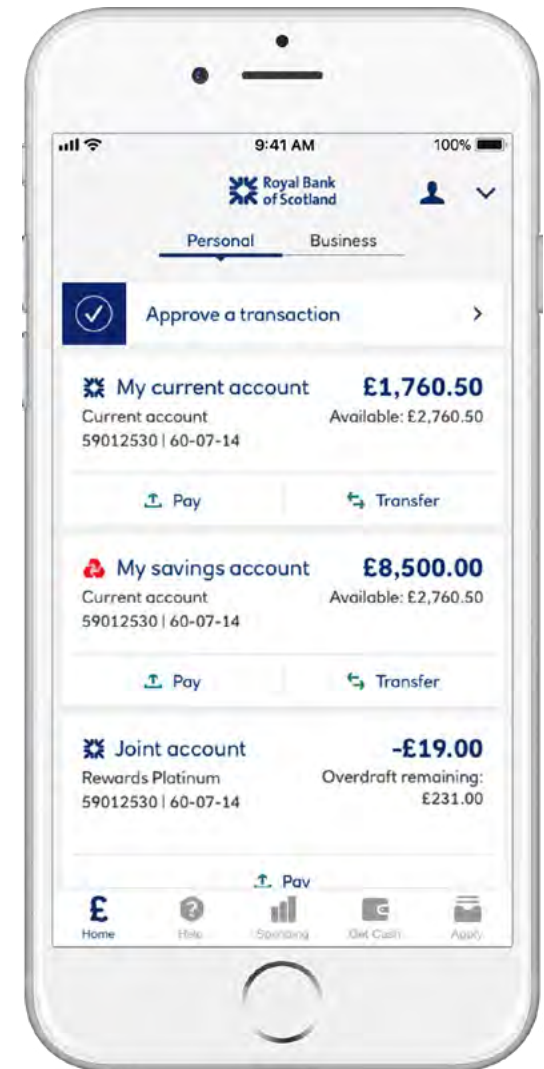 9:41 AM 100%
Royal Bank
of Scotland
Personal Business
Approve a transaction
My current account £1,760.50
Current account Available: £2,760.50
59012530 | 60-07-14
Pay Transfer
My savings account £8,500.00
Current account Available: £2,760.50
59012530 | 60-07-14
Pay Transfer
Joint account -£19.00
Rewards Platinum Overdraft remaining:
59012530 | 60-07-14 £231.00
Pay
£
Home Help Spending Get Cash Apply